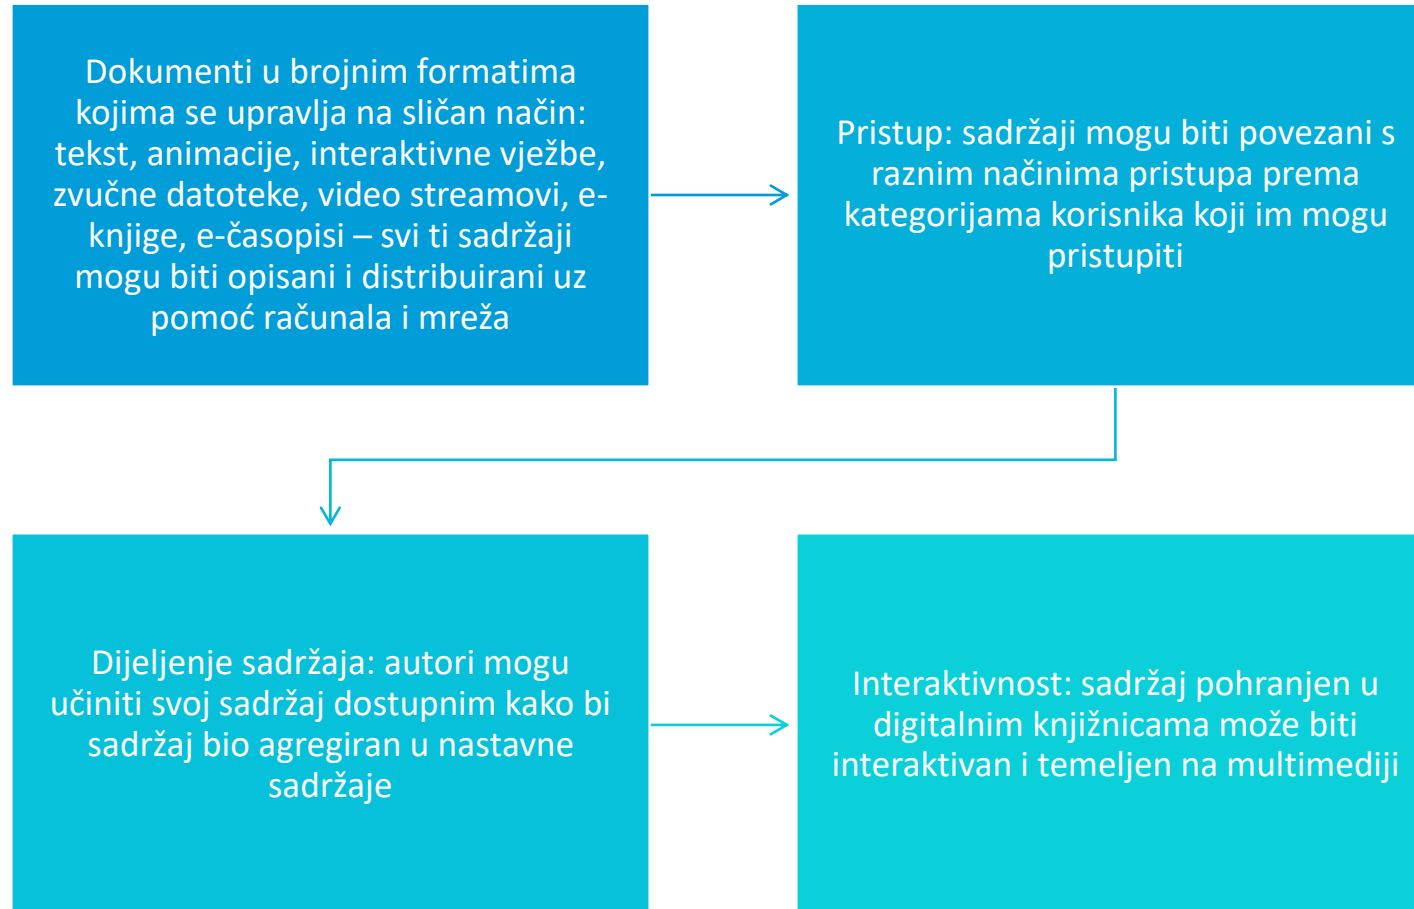 Dokumenti u brojnim formatima
kojima se upravlja na sličan način:
tekst, animacije, interaktivne vježbe,
zvučne datoteke, video streamovi, e-
knjige, e-časopisi – svi ti sadržaji
mogu biti opisani i distribuirani uz
pomoć računala i mreža
Pristup: sadržaji mogu biti povezani s
raznim načinima pristupa prema
kategorijama korisnika koji im mogu
pristupiti
Dijeljenje sadržaja: autori mogu
učiniti svoj sadržaj dostupnim kako bi
sadržaj bio agregiran u nastavne
sadržaje
Interaktivnost: sadržaj pohranjen u
digitalnim knjižnicama može biti
interaktivan i temeljen na multimediji